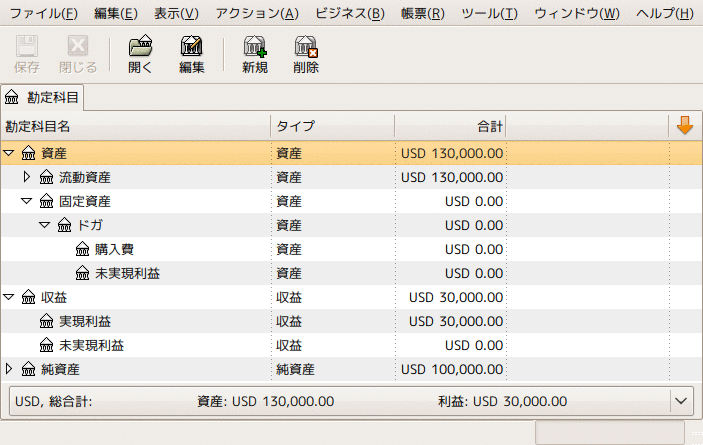 ファイル(F) 編集(E) 表示(V) アクション(A) ビジネス(B) 帳票(R) ツール(T) ウィンドウ(W) ヘルプ(H)
保存 閉じる 開く 編集 新規 削除
勘定科目
勘定科目名 タイプ 合計
資産 資産 USD 130,000.00
流動資産 資産 USD 130,000.00
固定資産 資産 USD 0.00
ドガ 資産 USD 0.00
購入費 資産 USD 0.00
未実現利益 資産 USD 0.00
収益 収益 USD 30,000.00
実現利益 収益 USD 30,000.00
未実現利益 収益 USD 0.00
純資産 純資産 USD 100,000.00
USD, 総合計: 資産: USD 130,000.00 利益: USD 30,000.00